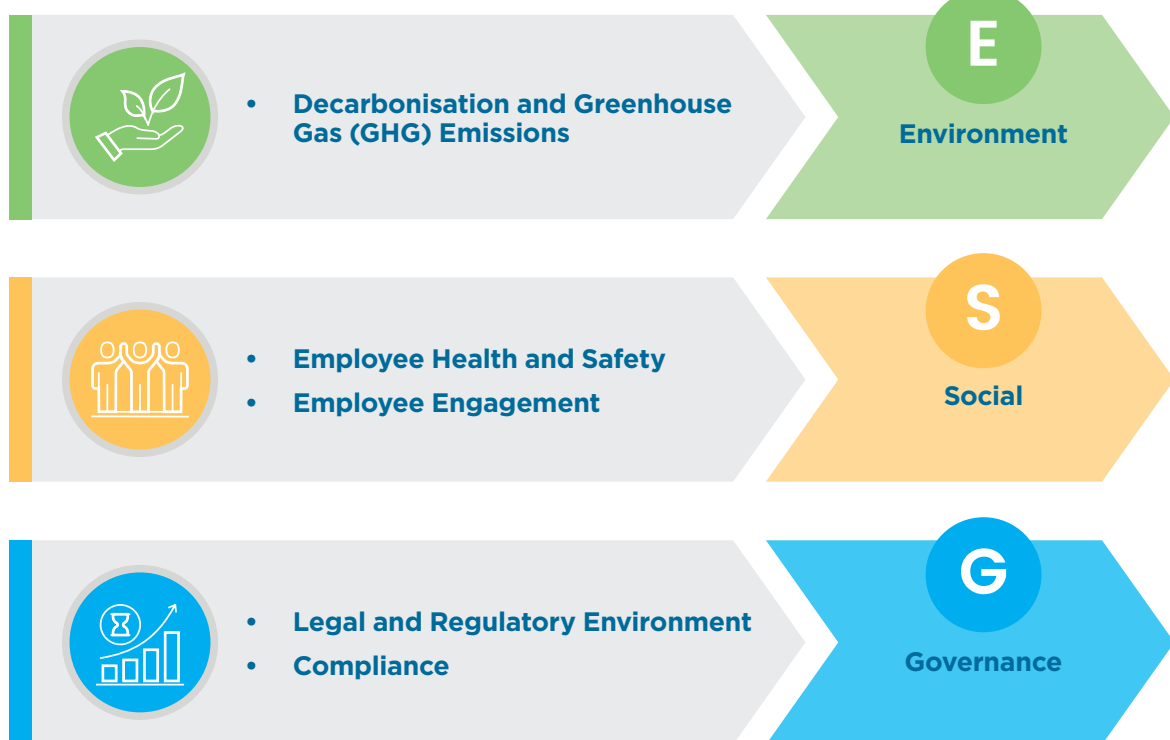 • Decarbonisation and Greenhouse
Gas (GHG) Emissions
E
Environment
• Employee Health and Safety
• Employee Engagement
S
Social
• Legal and Regulatory Environment
• Compliance
G
Governance